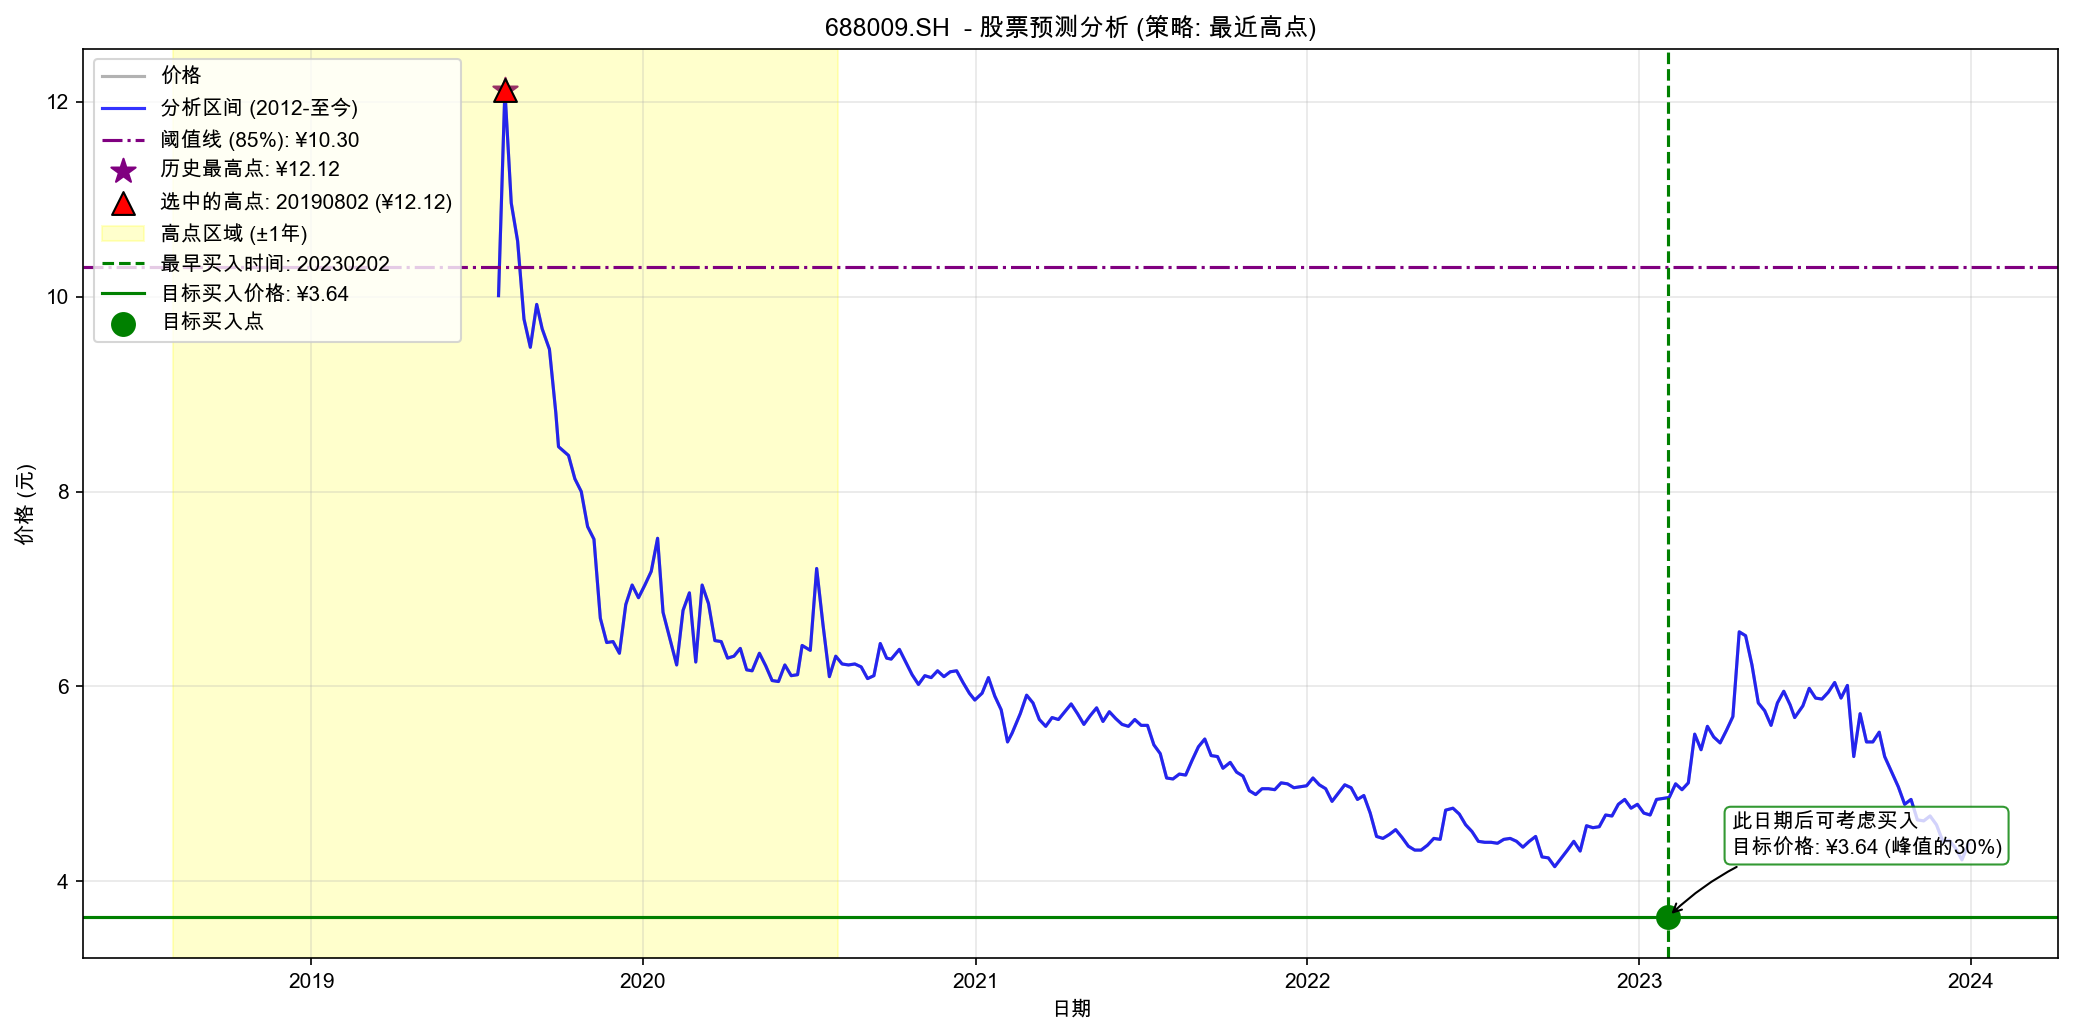 688009.SH - 股票预测分析 (策略: 最近高点)
价格
分析区间 (2012-至今)
阈值线 (85%): ¥10.30
历史最高点: ¥12.12
选中的高点: 20190802 (¥12.12)
高点区域 (±1年)
最早买入时间: 20230202
目标买入价格: ¥3.64
目标买入点
价格 (元)
12
10
8
6
4
此日期后可考虑买入
目标价格: ¥3.64 (峰值的30%)
2019
2020
2021
2022
2023
2024
日期